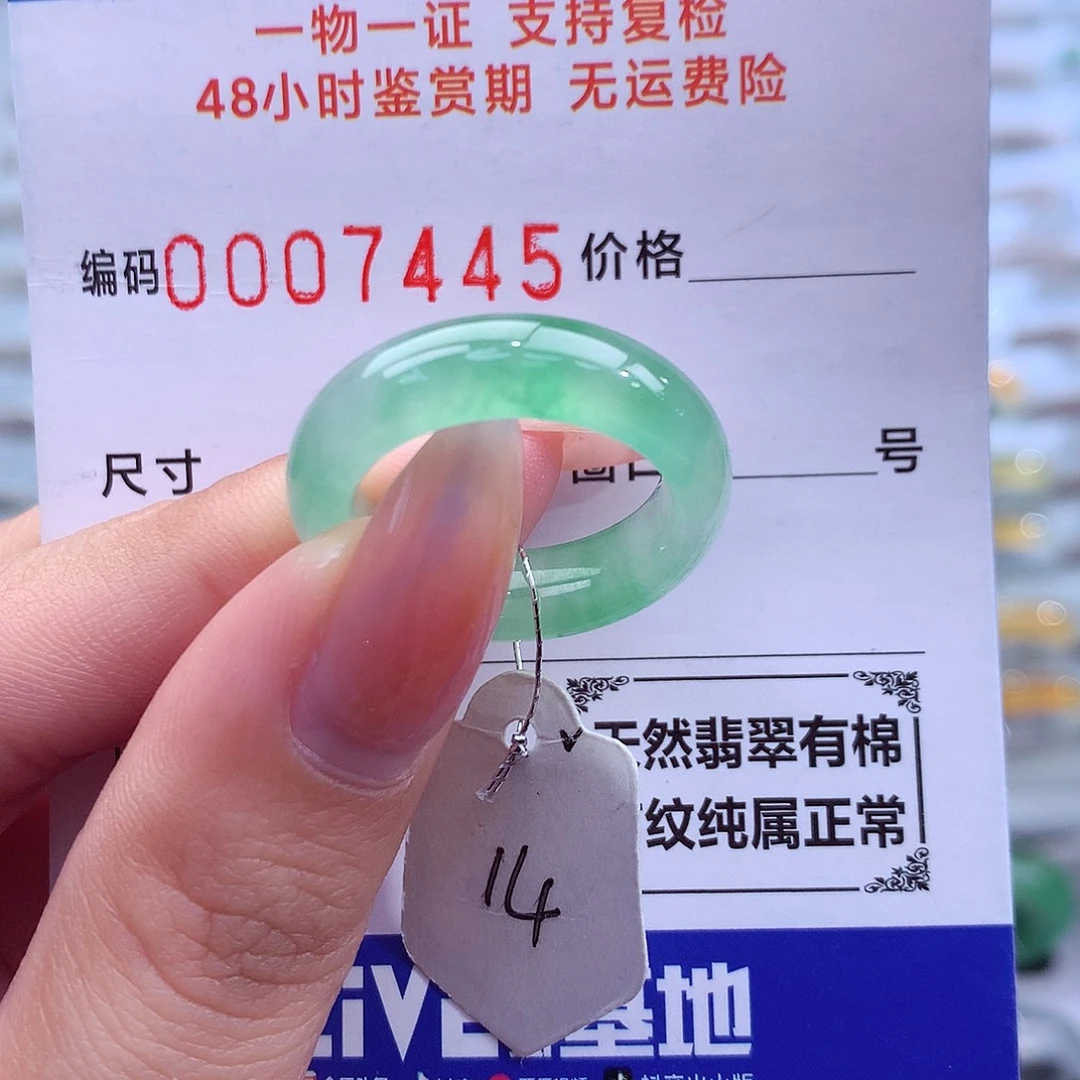 一物一证 支持复检
48小时鉴赏期 无运费险
编码0007445价格
尺寸 号
天然翡翠有棉
纹纯属正常
14
基地